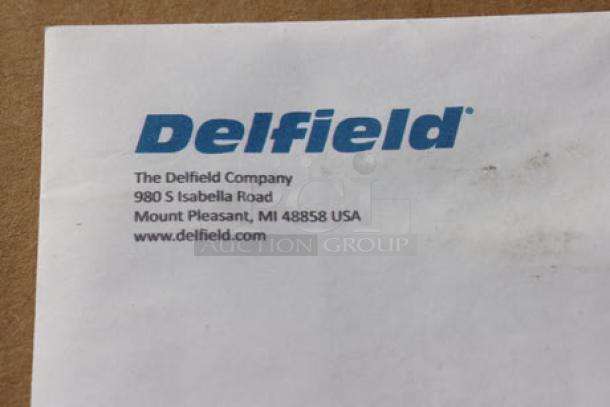 Delfield
The Delfield Company
980 S Isabella Road
Mount Pleasant, MI 48858 USA
www.delfield.com
AUCTION GROUP